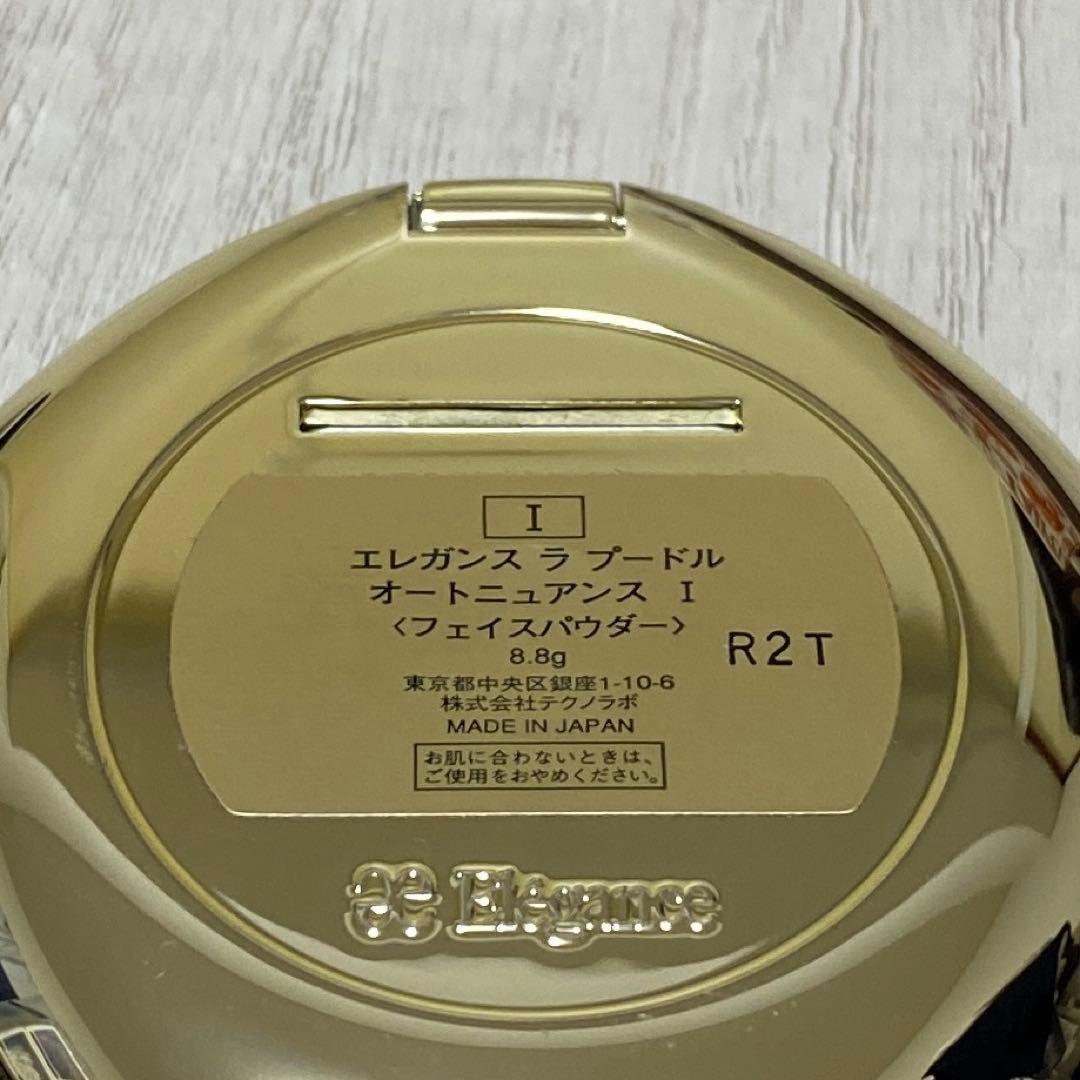 I
エレガンス ラ プードル
オートニュアンス I
〈フェイスパウダー〉
8.8g
R2T
東京都中央区銀座1-10-6
株式会社テクノラボ
MADE IN JAPAN
お肌に合わないときは、
ご使用をおやめください。
Elégance